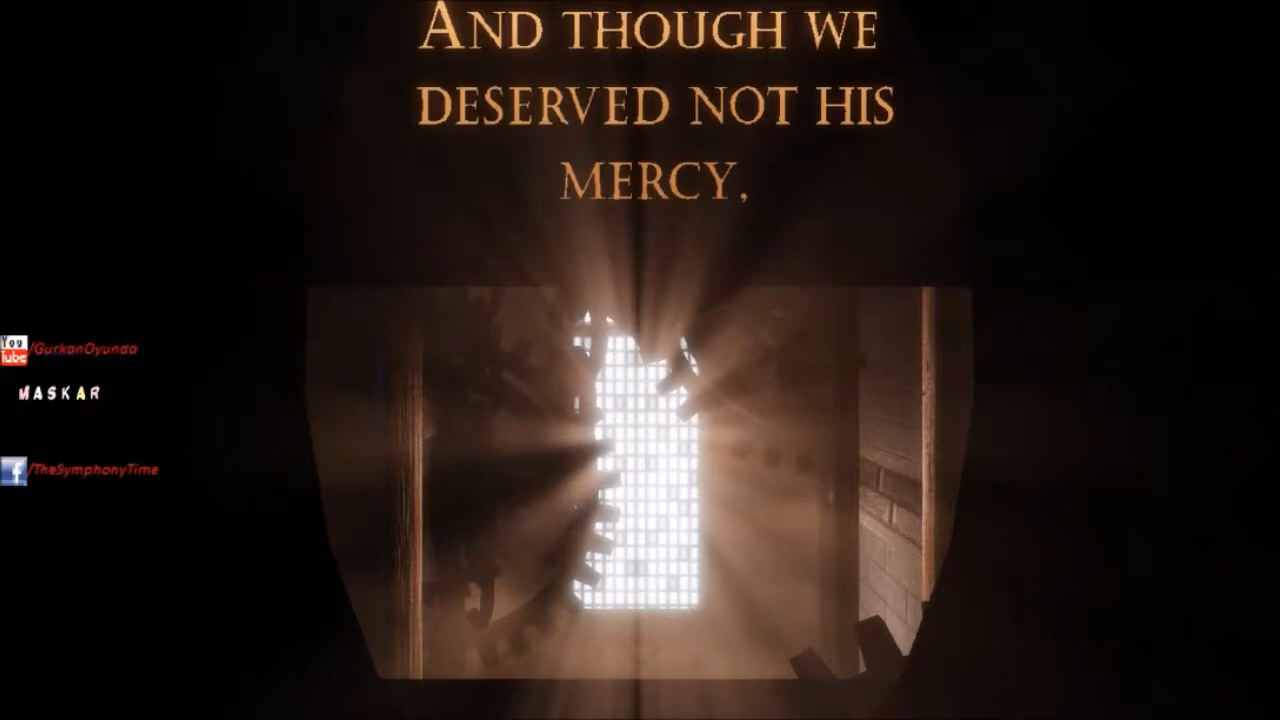 AND THOUGH WE
DESERVED NOT HIS
MERCY,
You
Tube
/GurkanOyunda
MASKAR
f
/TheSymphonyTime